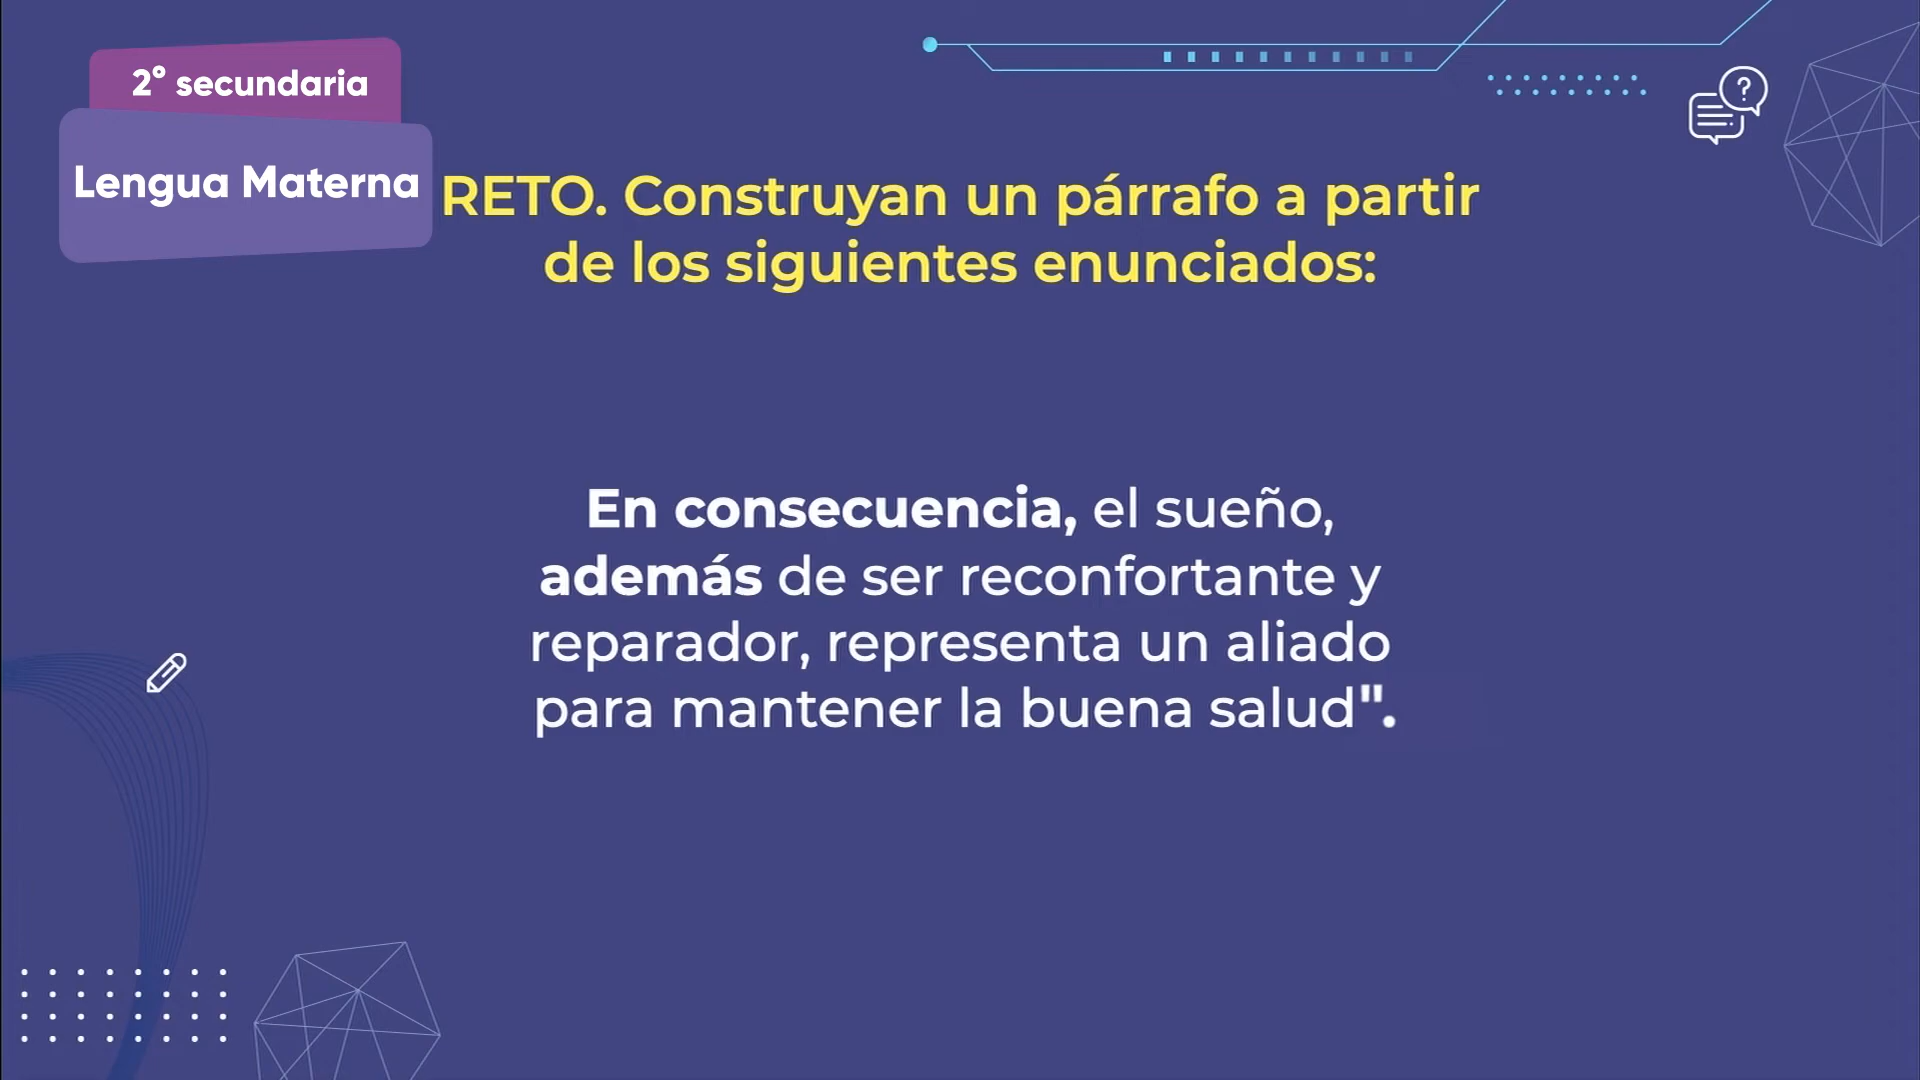 2° secundaria
Lengua Materna
RETO. Construyan un párrafo a partir
de los siguientes enunciados:
En consecuencia, el sueño,
además de ser reconfortante y
reparador, representa un aliado
para mantener la buena salud".
?